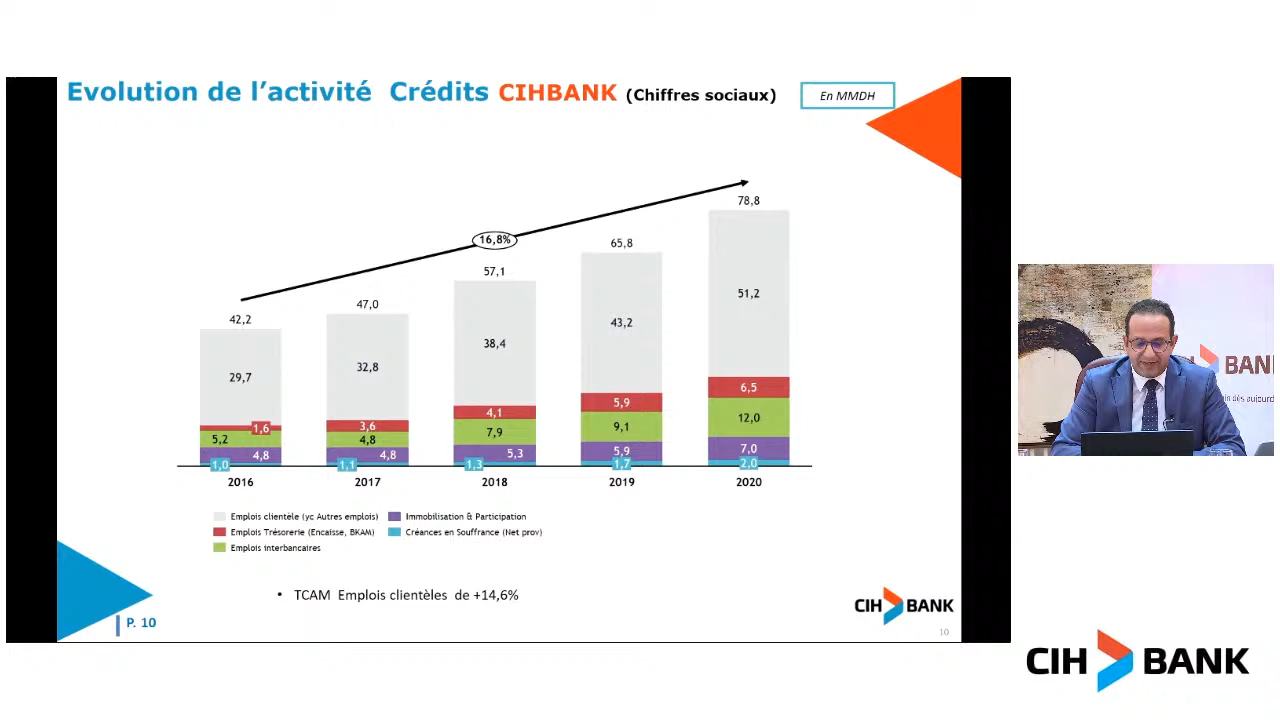 Evolution de l'activité Crédits CIHBANK (Chiffres sociaux)
En MMDH
16,8%
42,2
47,0
57,1
65,8
78,8
29,7
32,8
38,4
43,2
51,2
1,6
3,6
4,1
5,9
6,5
5,2
4,8
7,9
9,1
12,0
4,8
4,8
5,3
5,9
7,0
1,0
1,1
1,3
1,7
2,0
2016
2017
2018
2019
2020
Emplois clientèle (yc Autres emplois)
Immobilisation & Participation
Emplois Trésorerie (Encaisse, BKAM)
Créances en Souffrance (Net prov)
Emplois interbancaires
• TCAM Emplois clientèles de +14,6%
P. 10
CIH BANK
10
BANK
dès
CIH BANK